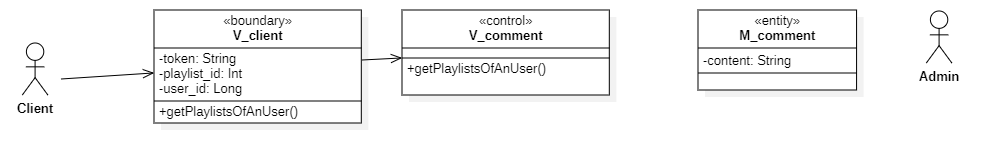 Client
«boundary»
V_client
-token: String
-playlist_id: Int
-user_id: Long
+getPlaylistsOfAnUser()
«control»
V_comment
+getPlaylistsOfAnUser()
«entity»
M_comment
-content: String
Admin